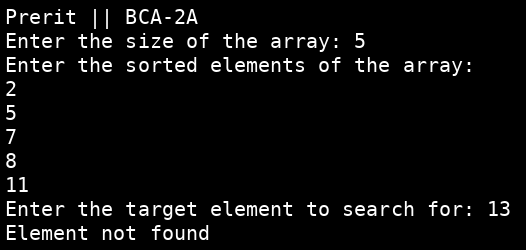 Prerit || BCA-2A
Enter the size of the array: 5
Enter the sorted elements of the array:
2
5
7
8
11
Enter the target element to search for: 13
Element not found